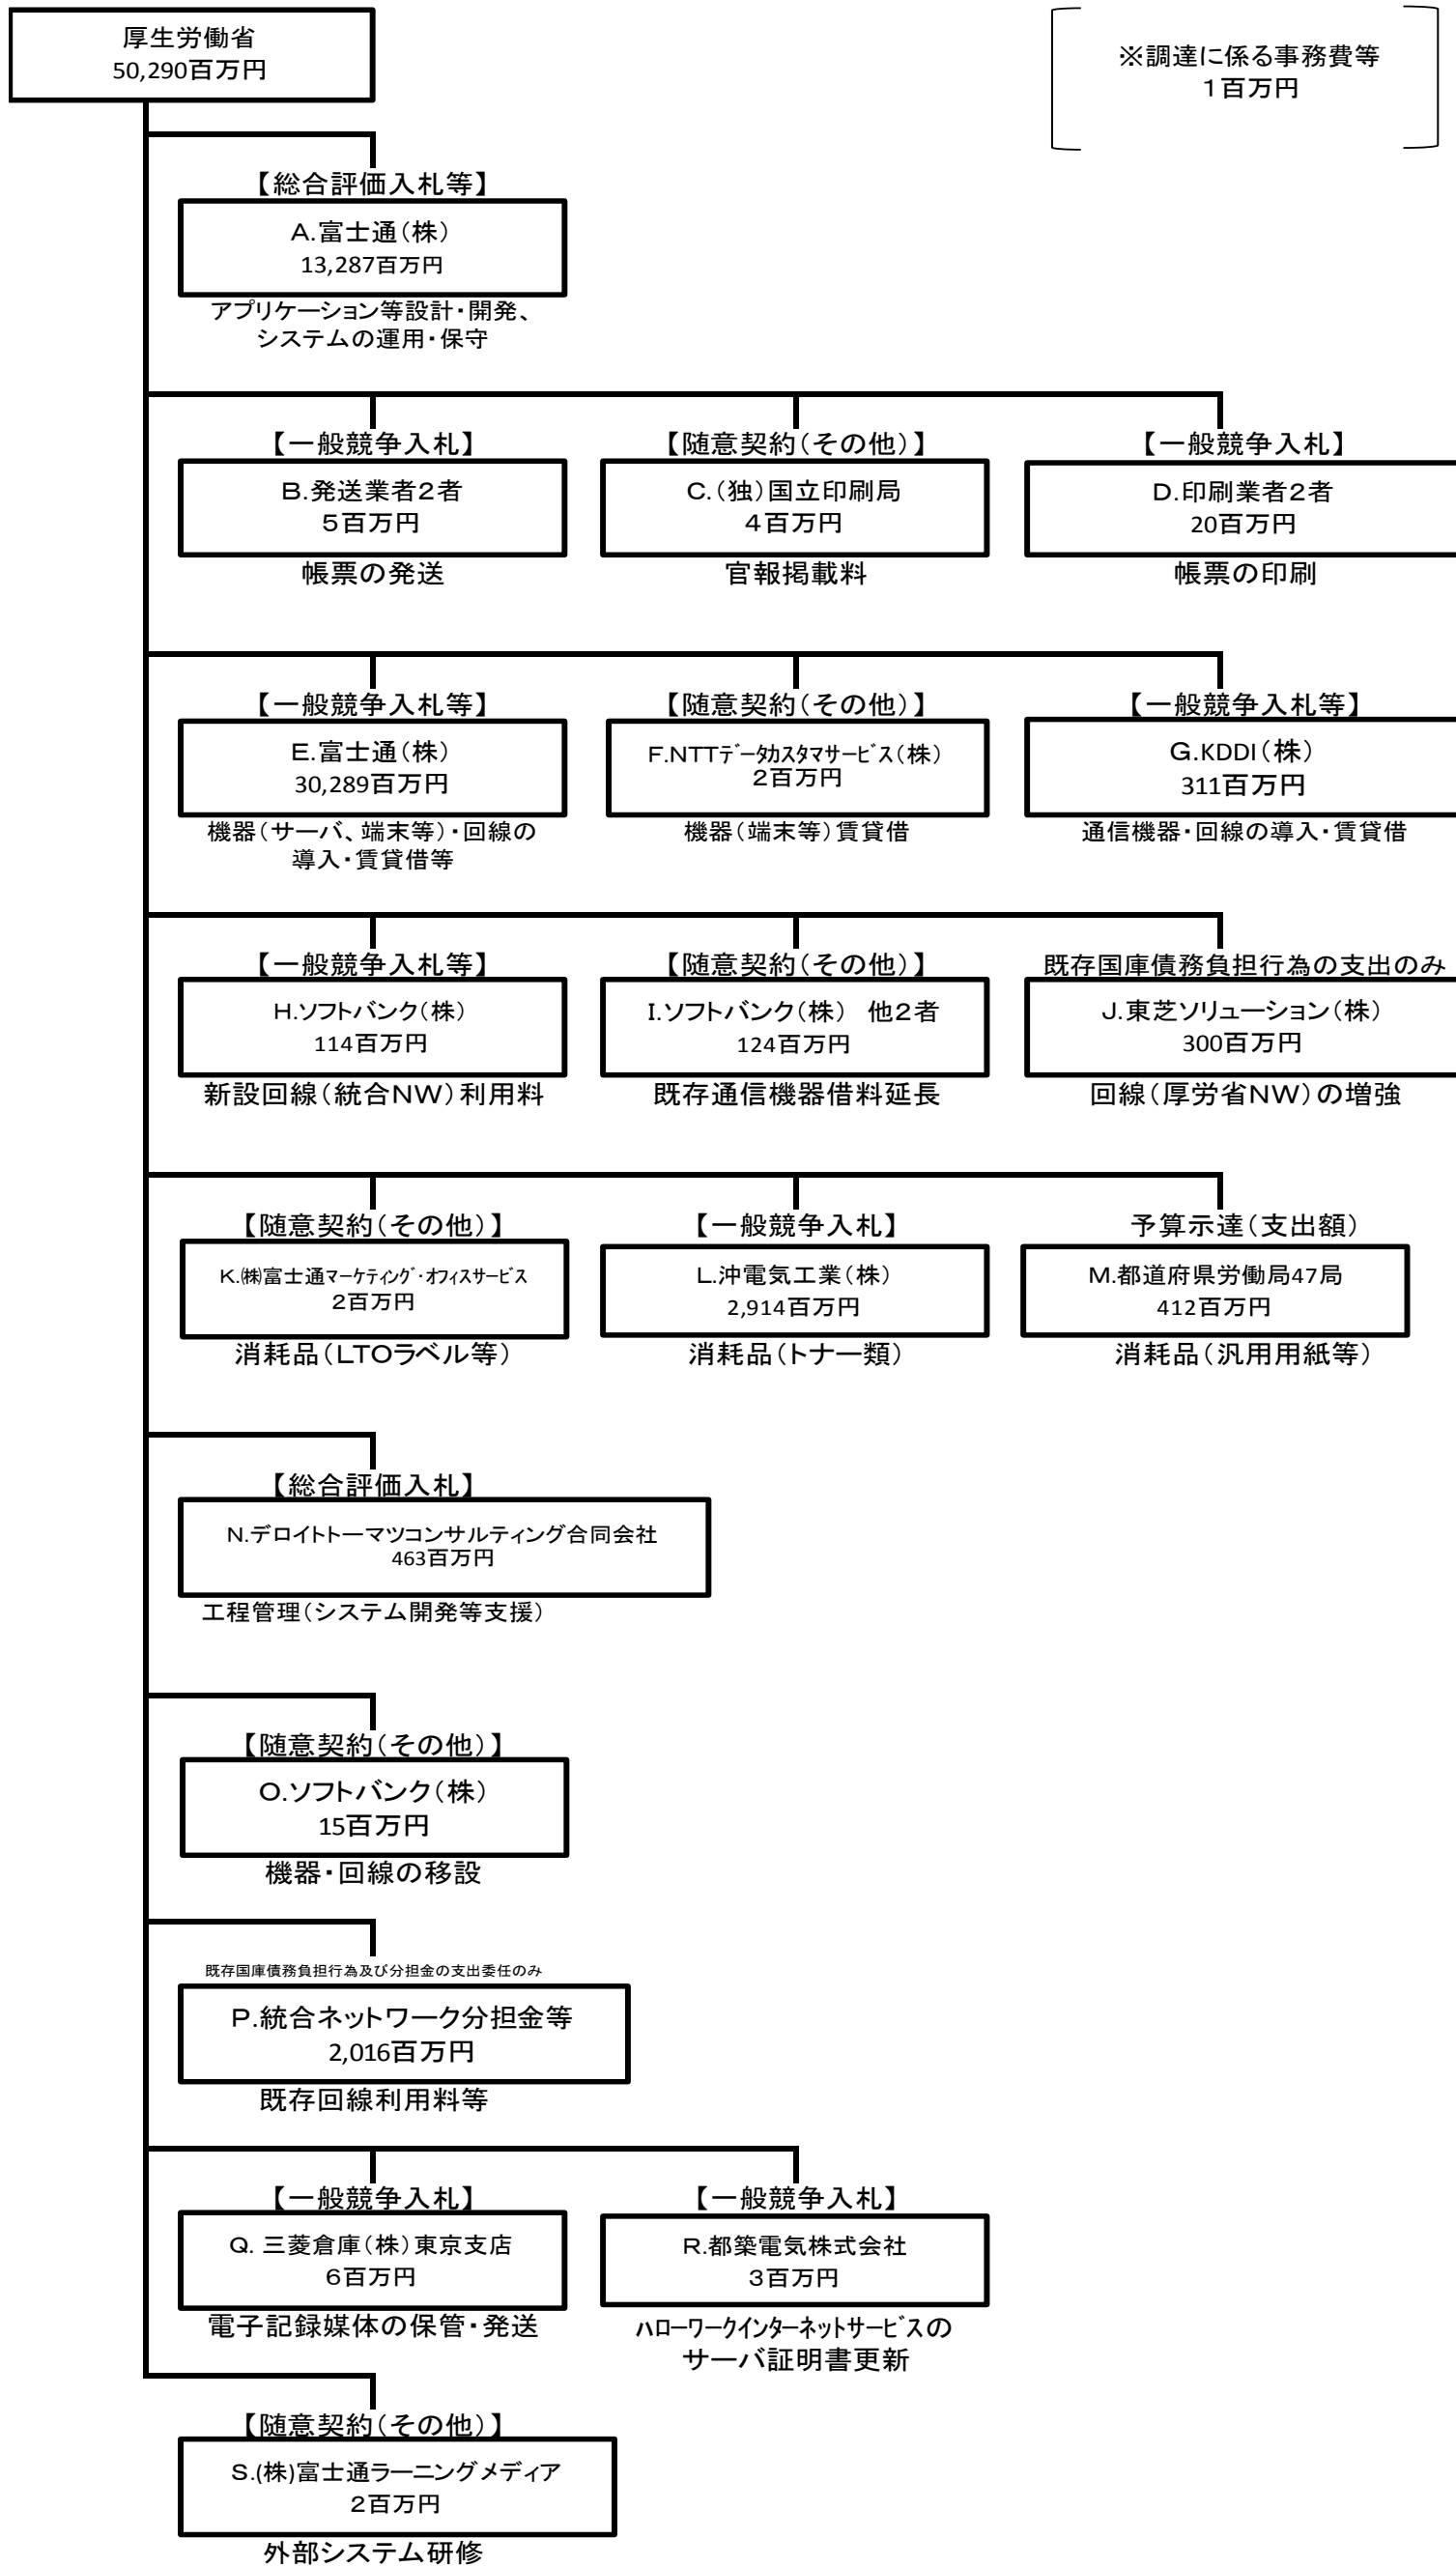 厚生労働省
50,290百万円
※調達に係る事務費等
1百万円
【総合評価入札等】
A.富士通(株)
13,287百万円
アプリケーション等設計・開発、
システムの運用・保守
【一般競争入札】
B.発送業者2者
5百万円
帳票の発送
【随意契約(その他)】
C.(独)国立印刷局
4百万円
官報掲載料
【一般競争入札】
D.印刷業者2者
20百万円
帳票の印刷
【一般競争入札等】
E.富士通(株)
30,289百万円
機器(サーバ、端末等)・回線の
導入・賃貸借等
【随意契約(その他)】
F.NTTデータカスタマサービス(株)
2百万円
機器(端末等)賃貸借
【一般競争入札等】
G.KDDI(株)
311百万円
通信機器・回線の導入・賃貸借
【一般競争入札等】
H.ソフトバンク(株)
114百万円
新設回線(統合NW)利用料
【随意契約(その他)】
I.ソフトバンク(株) 他2者
124百万円
既存通信機器借料延長
既存国庫債務負担行為の支出のみ
J.東芝ソリューション(株)
300百万円
回線(厚労省NW)の増強
【随意契約(その他)】
K.㈱富士通マーケティング・オフィスサービス
2百万円
消耗品(LTOラベル等)
【一般競争入札】
L.沖電気工業(株)
2,914百万円
消耗品(トナー類)
予算示達(支出額)
M.都道府県労働局47局
412百万円
消耗品(汎用用紙等)
【総合評価入札】
N.デロイトトーマツコンサルティング合同会社
463百万円
工程管理(システム開発等支援)
【随意契約(その他)】
O.ソフトバンク(株)
15百万円
機器・回線の移設
既存国庫債務負担行為及び分担金の支出委任のみ
P.統合ネットワーク分担金等
2,016百万円
既存回線利用料等
【一般競争入札】
Q. 三菱倉庫(株)東京支店
6百万円
電子記録媒体の保管・発送
【一般競争入札】
R.都築電気株式会社
3百万円
ハローワークインターネットサービスの
サーバ証明書更新
【随意契約(その他)】
S.(株)富士通ラーニングメディア
2百万円
外部システム研修